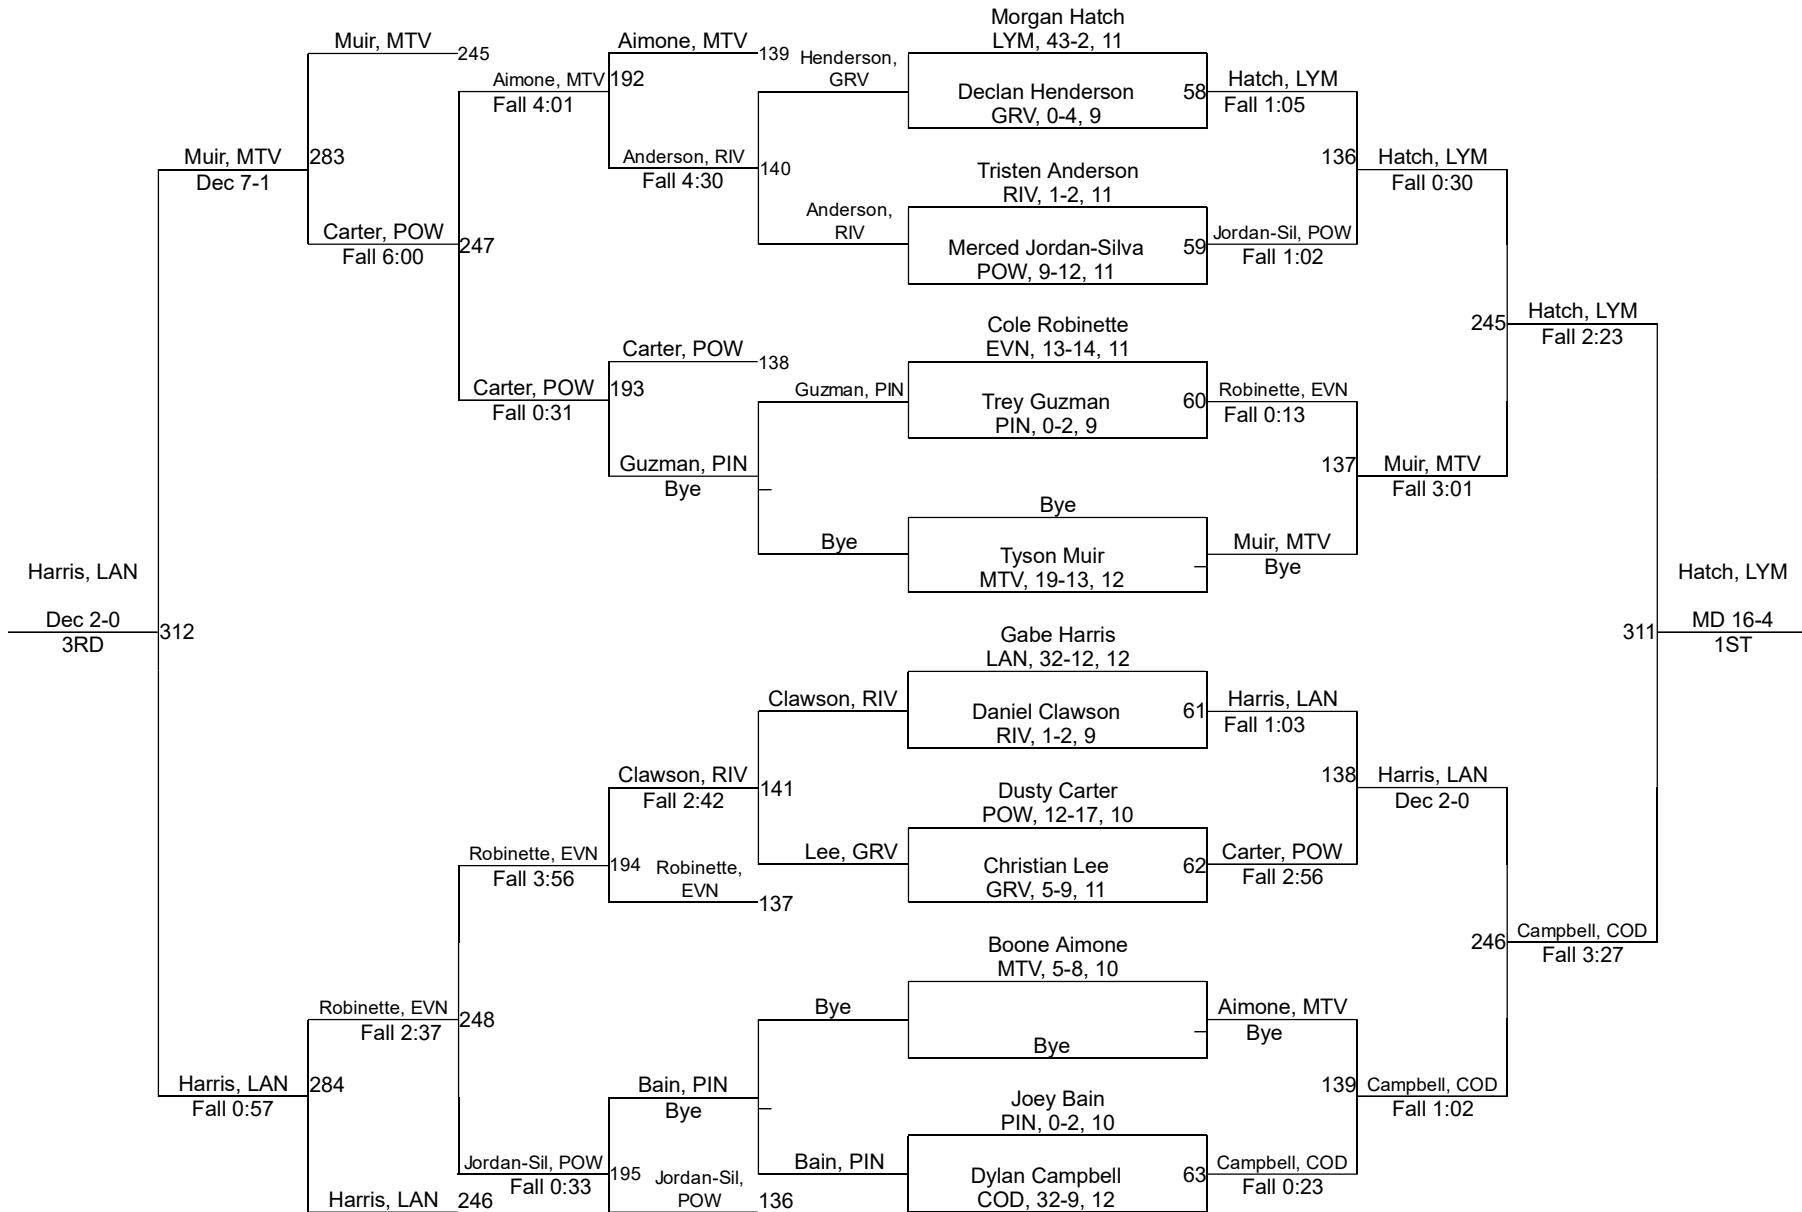 Morgan Hatch
LYM, 43-2, 11
Muir, MTV
245
Aimone, MTV
139
Henderson,
GRV
Aimone, MTV
192
Fall 4:01
Declan Henderson
58
GRV, 0-4, 9
Hatch, LYM
Fall 1:05
Muir, MTV
283
Dec 7-1
Anderson, RIV
140
Fall 4:30
Tristen Anderson
RIV, 1-2, 11
136
Hatch, LYM
Fall 0:30
Anderson,
RIV
Carter, POW
247
Fall 6:00
Merced Jordan-Silva
59
POW, 9-12, 11
Jordan-Sil, POW
Fall 1:02
Cole Robinette
EVN, 13-14, 11
245
Hatch, LYM
Fall 2:23
Carter, POW
138
Carter, POW
193
Fall 0:31
Guzman, PIN
Trey Guzman
60
PIN, 0-2, 9
Robinette, EVN
Fall 0:13
Guzman, PIN
Bye
137
Muir, MTV
Fall 3:01
Bye
Bye
Tyson Muir
MTV, 19-13, 12
Muir, MTV
Bye
Harris, LAN
Dec 2-0
312
3RD
Hatch, LYM
311
MD 16-4
1ST
Gabe Harris
LAN, 32-12, 12
Clawson, RIV
Daniel Clawson
61
RIV, 1-2, 9
Harris, LAN
Fall 1:03
Clawson, RIV
141
Fall 2:42
Dusty Carter
POW, 12-17, 10
138
Harris, LAN
Dec 2-0
Robinette, EVN
194
Fall 3:56
Robinette,
EVN
137
Lee, GRV
Christian Lee
62
GRV, 5-9, 11
Carter, POW
Fall 2:56
Boone Aimone
MTV, 5-8, 10
246
Campbell, COD
Fall 3:27
Robinette, EVN
248
Fall 2:37
Bye
Bye
Aimone, MTV
Bye
Harris, LAN
284
Fall 0:57
Bain, PIN
Bye
Joey Bain
PIN, 0-2, 10
139
Campbell, COD
Fall 1:02
Jordan-Sil, POW
195
Fall 0:33
Jordan-Sil,
POW
136
Bain, PIN
Dylan Campbell
63
COD, 32-9, 12
Campbell, COD
Fall 0:23
Harris, LAN
246